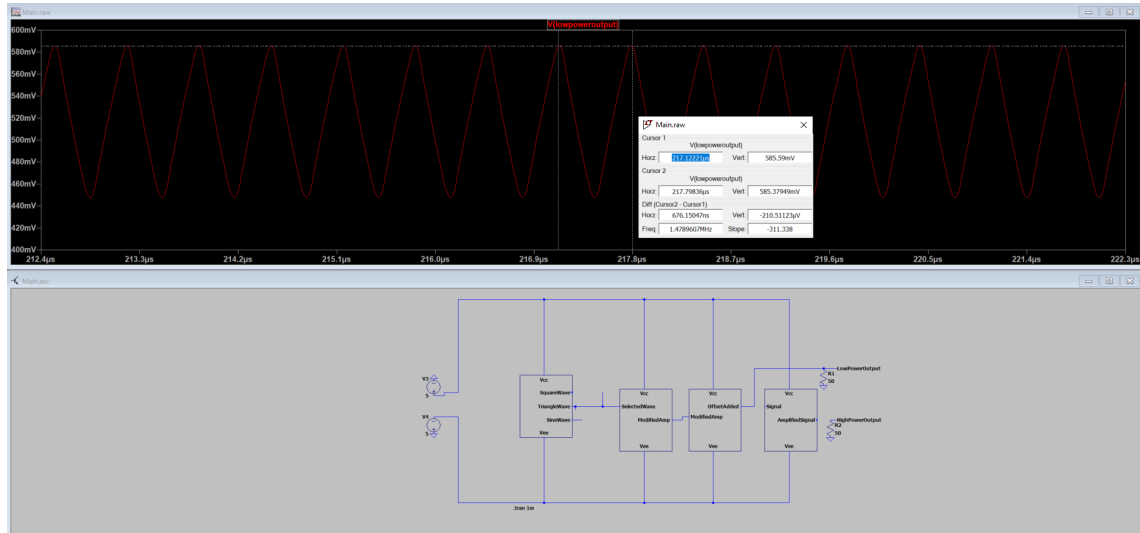 Main.raw
V(lowpoweroutput)
600mV
580mV
560mV
540mV
520mV
500mV
480mV
460mV
440mV
420mV
400mV
212.4µs 213.3µs 214.2µs 215.1µs 216.0µs 216.9µs 217.8µs 218.7µs 219.6µs 220.5µs 221.4µs 222.3µs
Main.raw
Cursor 1
V(lowpoweroutput)
Horz: 217.12221µs Vert: 585.59mV
Cursor 2
V(lowpoweroutput)
Horz: 217.79836µs Vert: 585.37949mV
Diff (Cursor2 - Cursor1)
Horz: 676.15047ns Vert: -210.51123µV
Freq: 1.4789607MHz Slope: -311.338
Main.asc
V3
5
V4
5
Vcc
SquareWave
TriangleWave
SineWave
Vee
Vcc
SelectedWave
ModifiedAmp
Vee
Vcc
OffsetAdded
ModifiedAmp
Vee
Vcc
Signal
AmplifiedSignal
Vee
LowPowerOutput
R1
50
HighPowerOutput
R2
50
.tran 1m